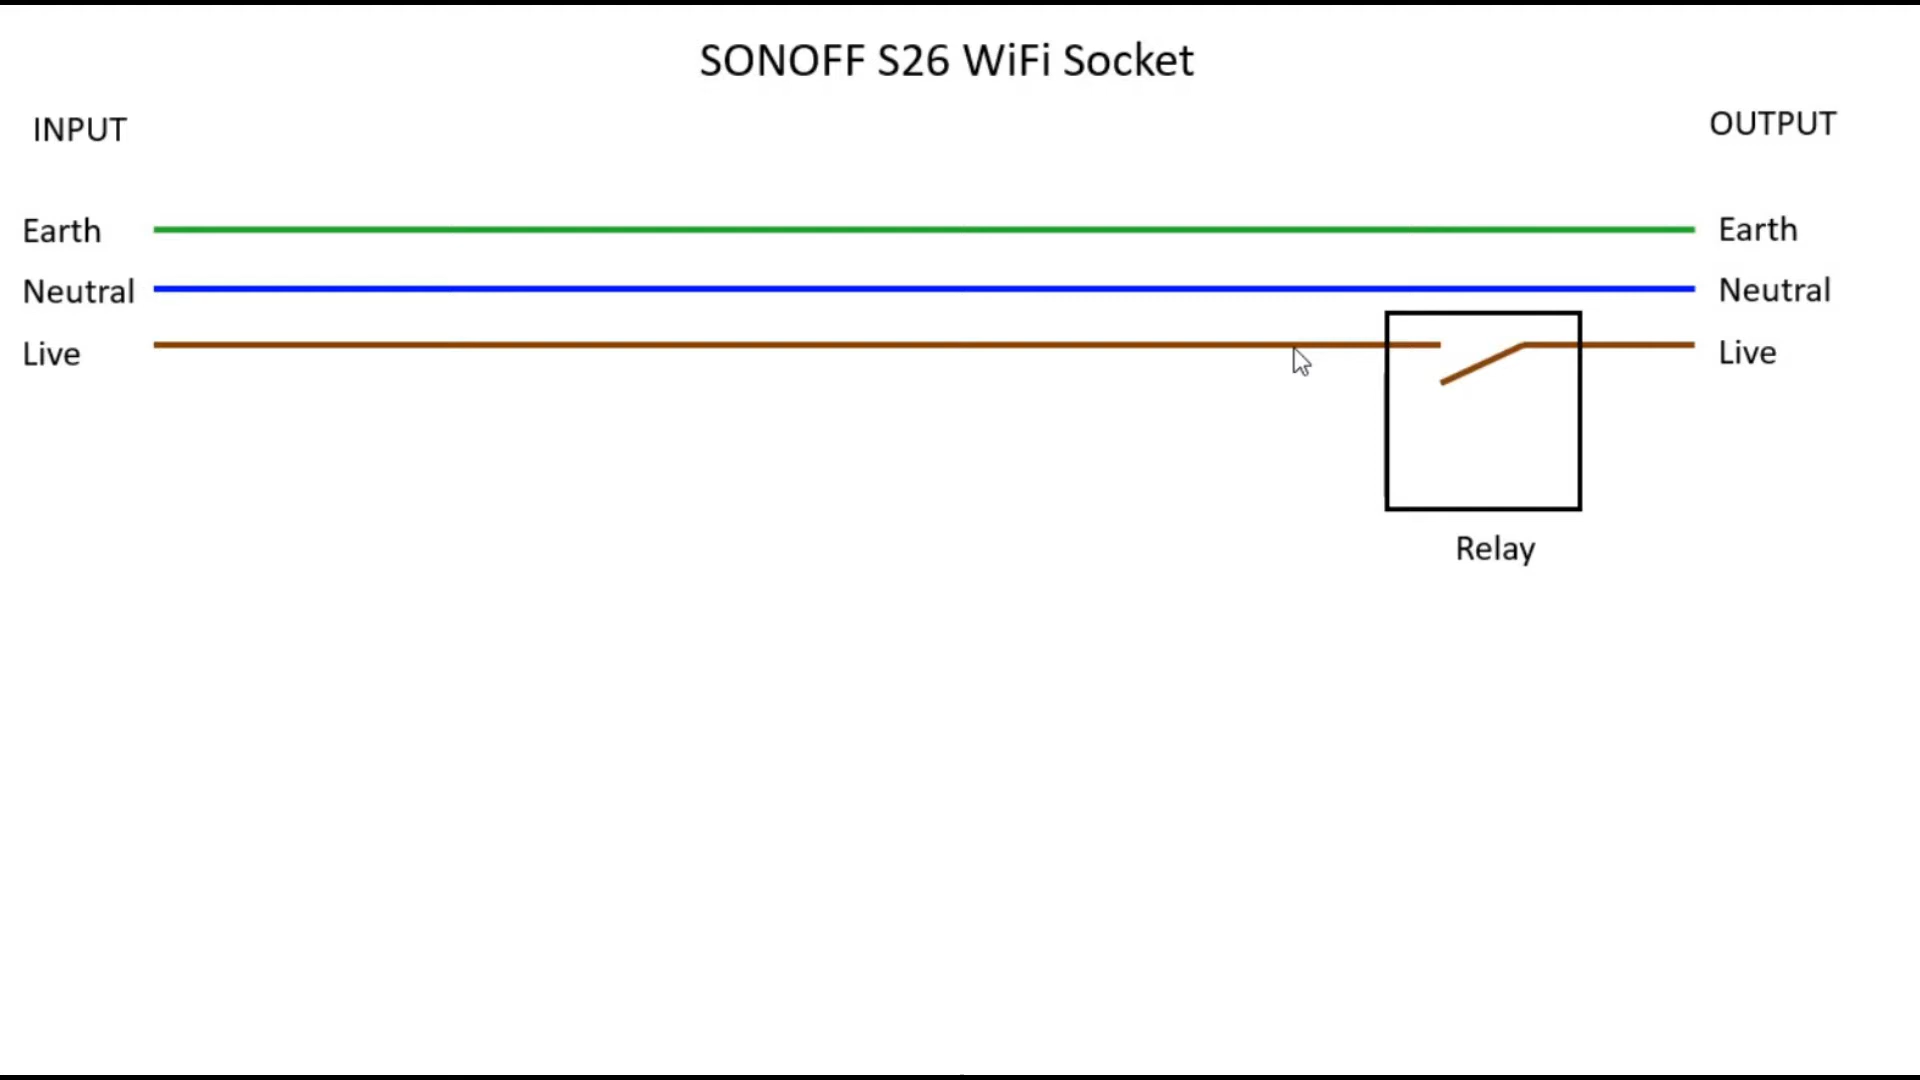 SONOFF S26 WiFi Socket
INPUT
OUTPUT
Earth
Earth
Neutral
Neutral
Live
Live
Relay